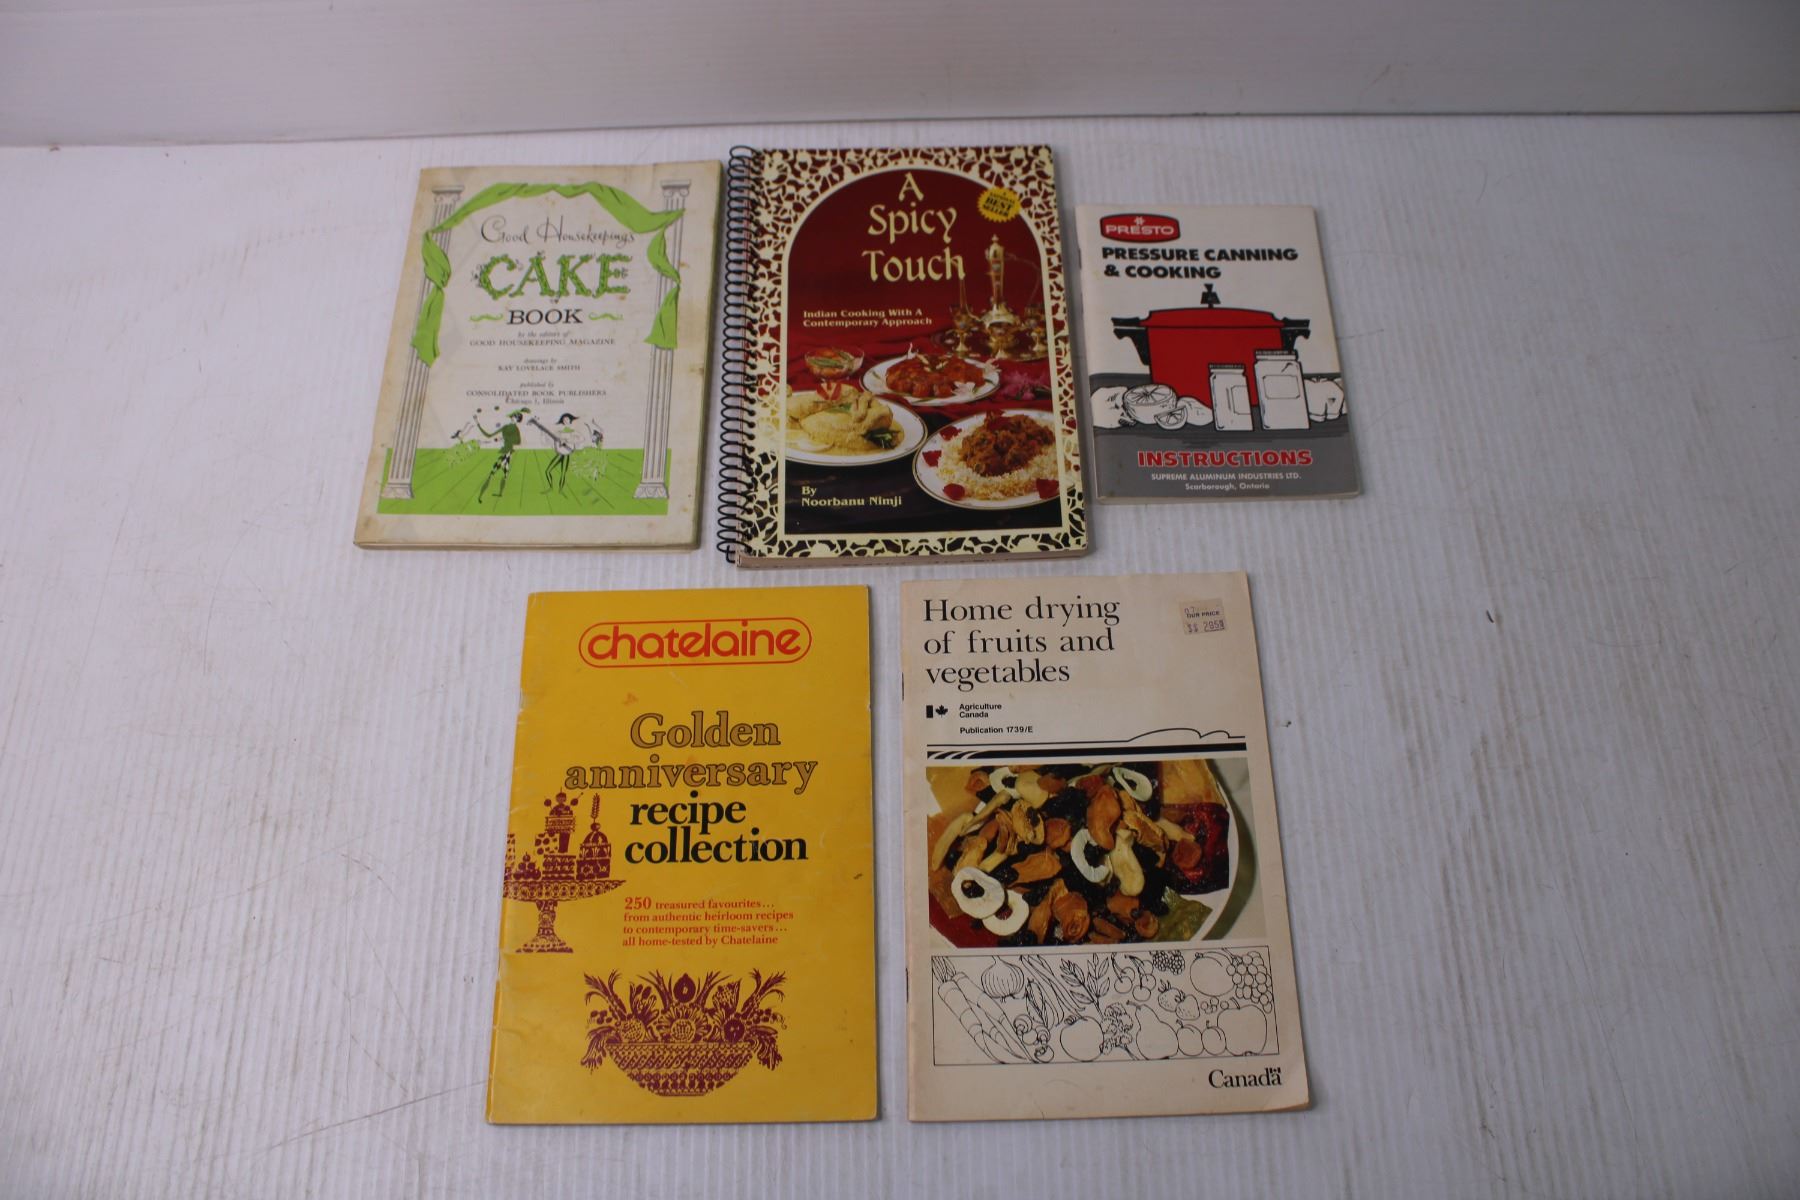 Good Housekeeping's
CAKE
BOOK
by the editors of
GOOD HOUSEKEEPING MAGAZINE
drawings by
KAY LOVELACE SMITH
published by
CONSOLIDATED BOOK PUBLISHERS
Chicago 1, Illinois
A
Spicy
Touch
BEST
SELLER
Indian Cooking With A
Contemporary Approach
By
Noorbanu Nimji
PRESTO
PRESSURE CANNING
& COOKING
INSTRUCTIONS
SUPREME ALUMINUM INDUSTRIES LTD.
Scarborough, Ontario
chatelaine
Golden
anniversary
recipe
collection
250 treasured favourites...
from authentic heirloom recipes
to contemporary time-savers...
all home-tested by Chatelaine
Home drying
of fruits and
vegetables
OUR PRICE
Agriculture
Canada
Publication 1739/E
Canada